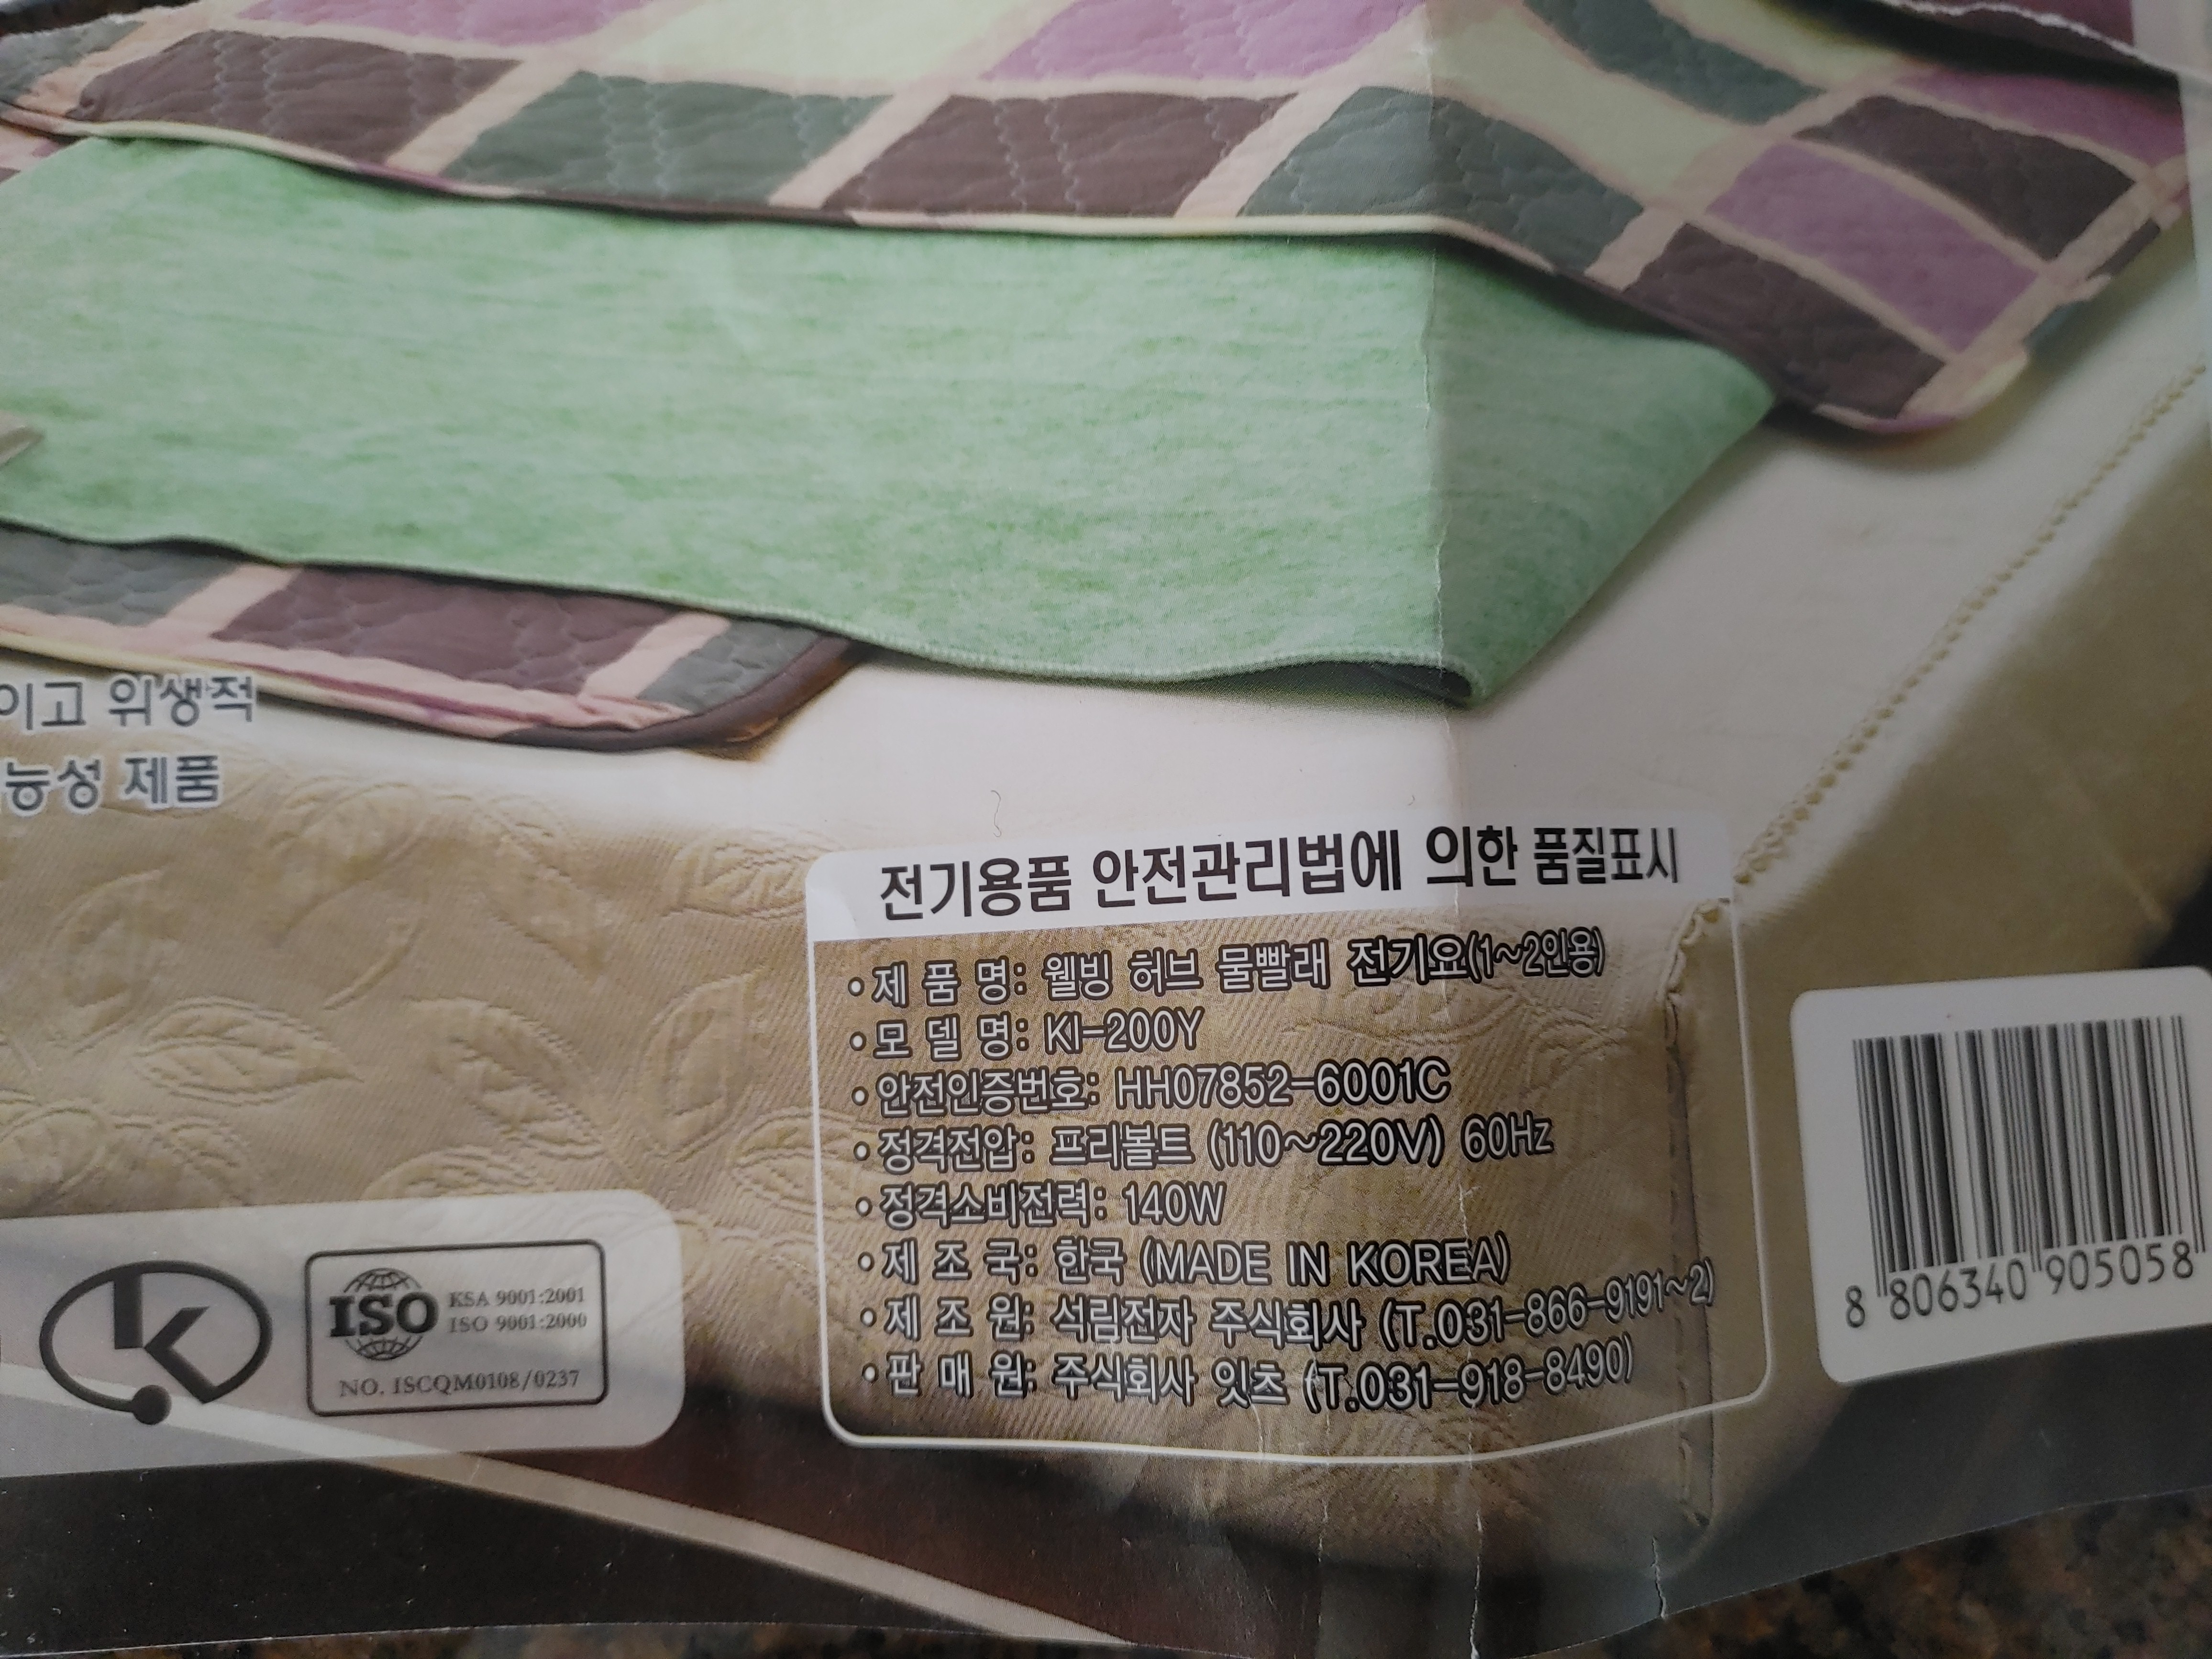 이고 위생적
능성 제품
전기용품 안전관리법에 의한 품질표시
• 제 품 명: 웰빙 허브 물빨래 전기요(1~2인용)
• 모 델 명: KI-200Y
• 안전인증번호: HH07852-6001C
• 정격전압: 프리볼트 (110~220V) 60Hz
• 정격소비전력: 140W
• 제 조 국: 한국 (MADE IN KOREA)
• 제 조 원: 석림전자 주식회사 (T.031-866-9191~2)
• 판 매 원: 주식회사 잇츠 (T.031-918-8490)
ISO
KSA 9001:2001
ISO 9001:2000
NO. ISCQM0108/0237
8 806340 905058